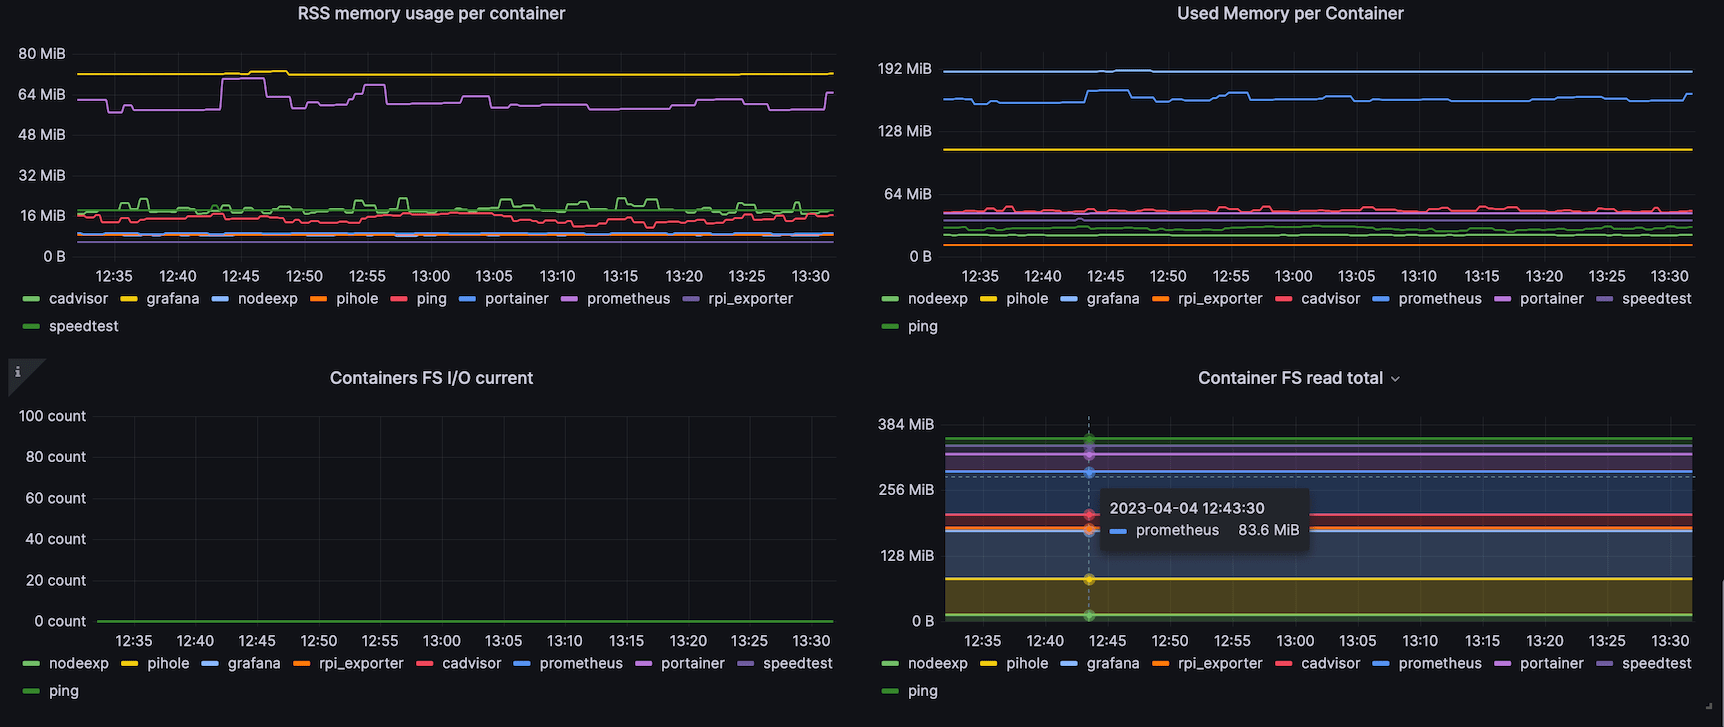 RSS memory usage per container
80 MiB
64 MiB
48 MiB
32 MiB
16 MiB
0 B
12:35 12:40 12:45 12:50 12:55 13:00 13:05 13:10 13:15 13:20 13:25 13:30
cadvisor grafana nodeexp pihole ping portainer prometheus rpi_exporter
speedtest
Used Memory per Container
192 MiB
128 MiB
64 MiB
0 B
12:35 12:40 12:45 12:50 12:55 13:00 13:05 13:10 13:15 13:20 13:25 13:30
nodeexp pihole grafana rpi_exporter cadvisor prometheus portainer speedtest
ping
i
Containers FS I/O current
100 count
80 count
60 count
40 count
20 count
0 count
12:35 12:40 12:45 12:50 12:55 13:00 13:05 13:10 13:15 13:20 13:25 13:30
nodeexp pihole grafana rpi_exporter cadvisor prometheus portainer speedtest
ping
Container FS read total
384 MiB
256 MiB
128 MiB
0 B
2023-04-04 12:43:30
prometheus 83.6 MiB
12:35 12:40 12:45 12:50 12:55 13:00 13:05 13:10 13:15 13:20 13:25 13:30
nodeexp pihole grafana rpi_exporter cadvisor prometheus portainer speedtest
ping